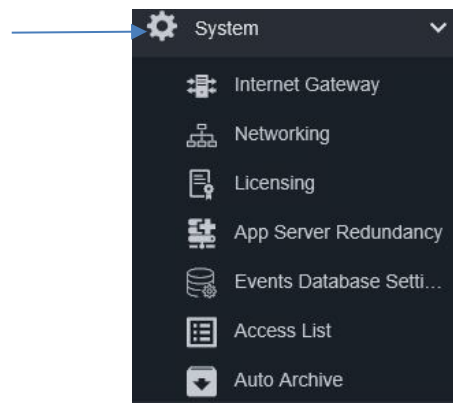 System
Internet Gateway
Networking
Licensing
App Server Redundancy
Events Database Setti...
Access List
Auto Archive